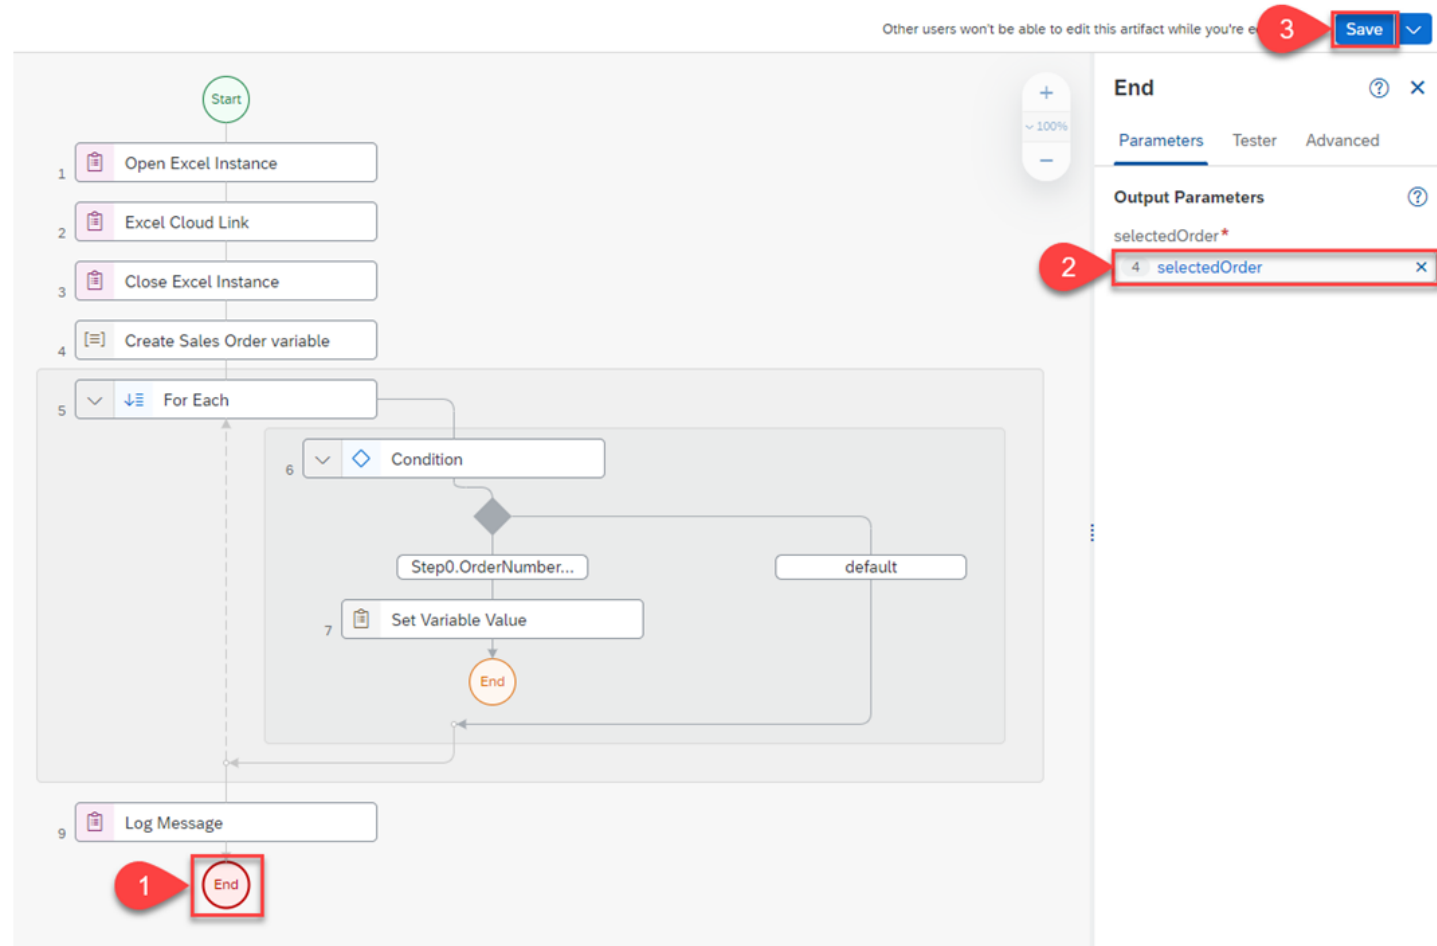 Other users won't be able to edit this artifact while you're e
3
Save
Start
+
100%
−
End
Parameters Tester Advanced
Output Parameters
selectedOrder*
2
4 selectedOrder
1 Open Excel Instance
2 Excel Cloud Link
3 Close Excel Instance
4 Create Sales Order variable
5 For Each
6 Condition
Step0.OrderNumber...
default
7 Set Variable Value
End
9 Log Message
1
End